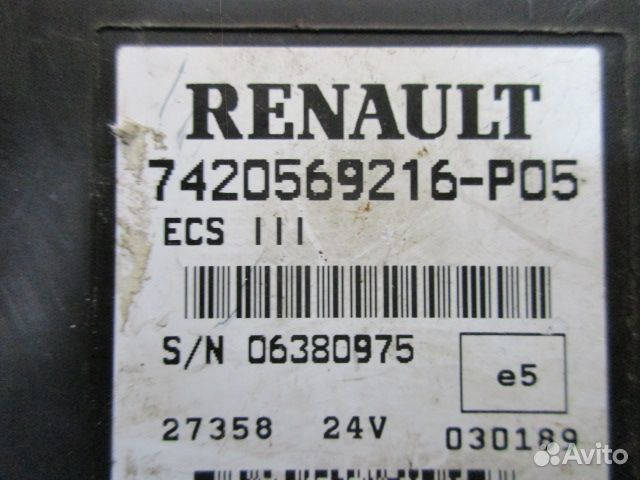 RENAULT
7420569216-P05
ECS III
S/N 06380975
e5
27358 24V 030189
Avito